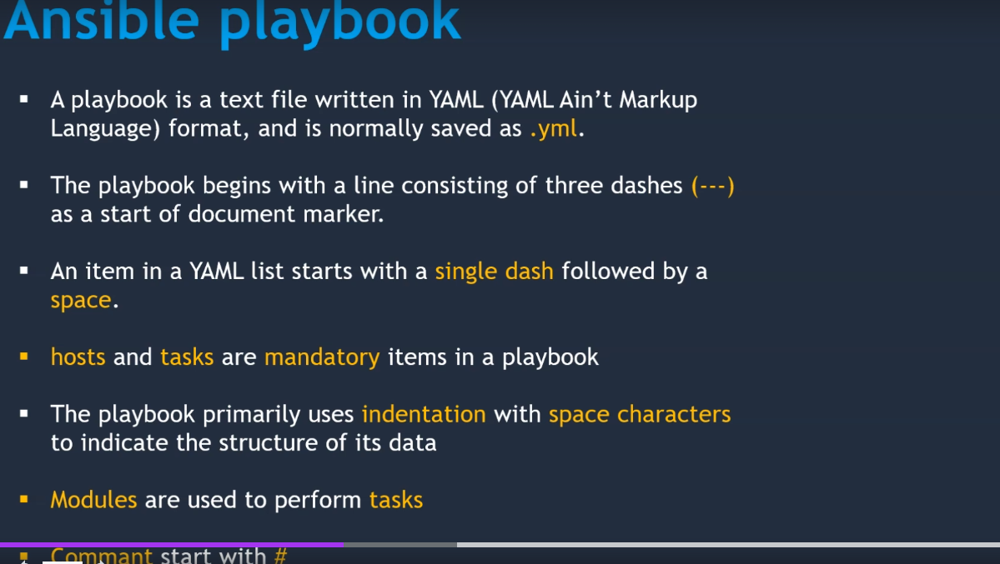 Ansible playbook
▪ A playbook is a text file written in YAML (YAML Ain’t Markup
Language) format, and is normally saved as .yml.
▪ The playbook begins with a line consisting of three dashes (---)
as a start of document marker.
▪ An item in a YAML list starts with a single dash followed by a
space.
▪ hosts and tasks are mandatory items in a playbook
▪ The playbook primarily uses indentation with space characters
to indicate the structure of its data
▪ Modules are used to perform tasks
▪ Commant start with #